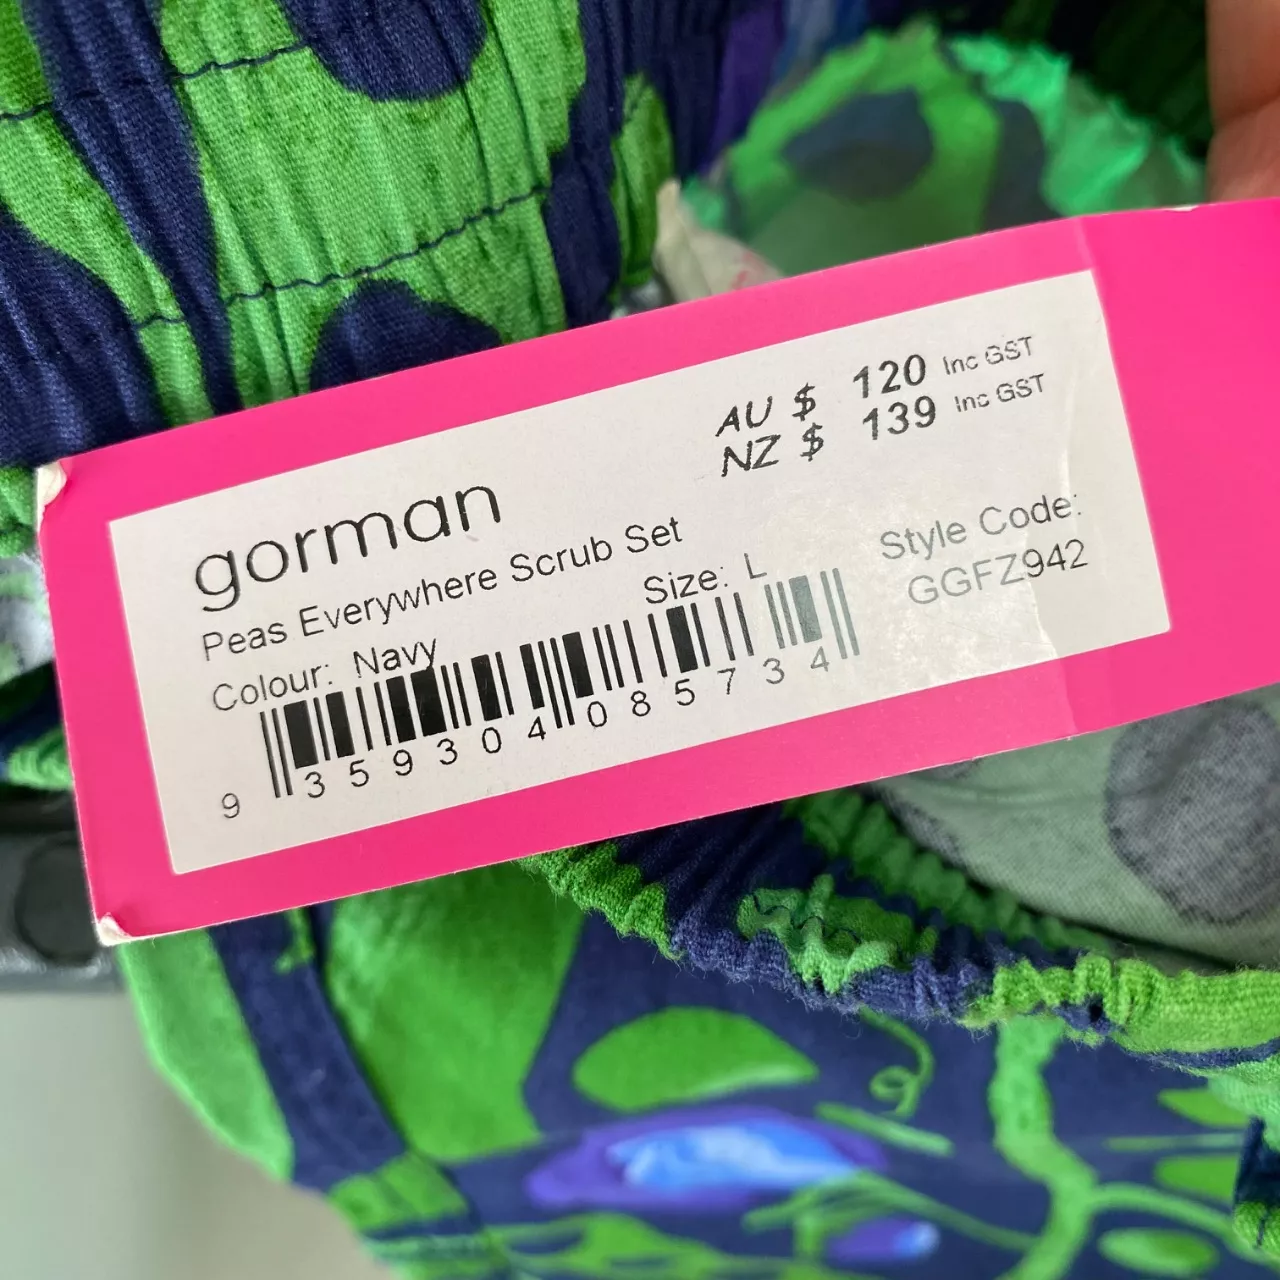 AU $ 120 Inc GST
NZ $ 139 Inc GST
gorman
Peas Everywhere Scrub Set
Size: L
Colour: Navy
Style Code:
GGFZ942
9 359304 085734